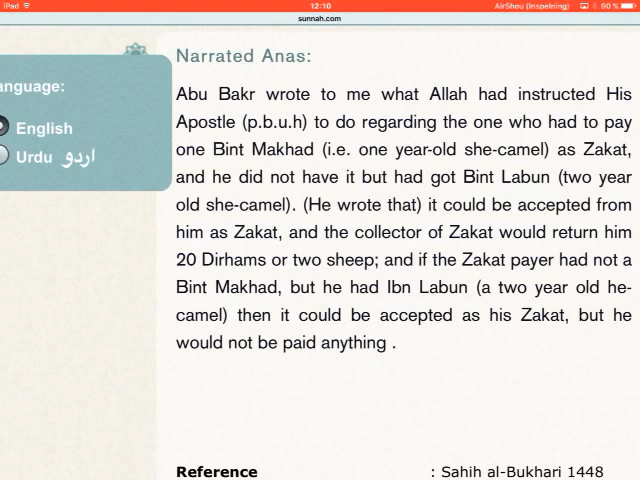 iPad 12:10 AirShou (Inspelning) 90 %
sunnah.com
anguage:
English
Urdu اردو
Narrated Anas:
Abu Bakr wrote to me what Allah had instructed His
Apostle (p.b.u.h) to do regarding the one who had to pay
one Bint Makhad (i.e. one year-old she-camel) as Zakat,
and he did not have it but had got Bint Labun (two year
old she-camel). (He wrote that) it could be accepted from
him as Zakat, and the collector of Zakat would return him
20 Dirhams or two sheep; and if the Zakat payer had not a
Bint Makhad, but he had Ibn Labun (a two year old he-
camel) then it could be accepted as his Zakat, but he
would not be paid anything .
Reference : Sahih al-Bukhari 1448